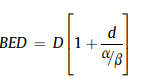 BED = D[1 + d / (α/β)]